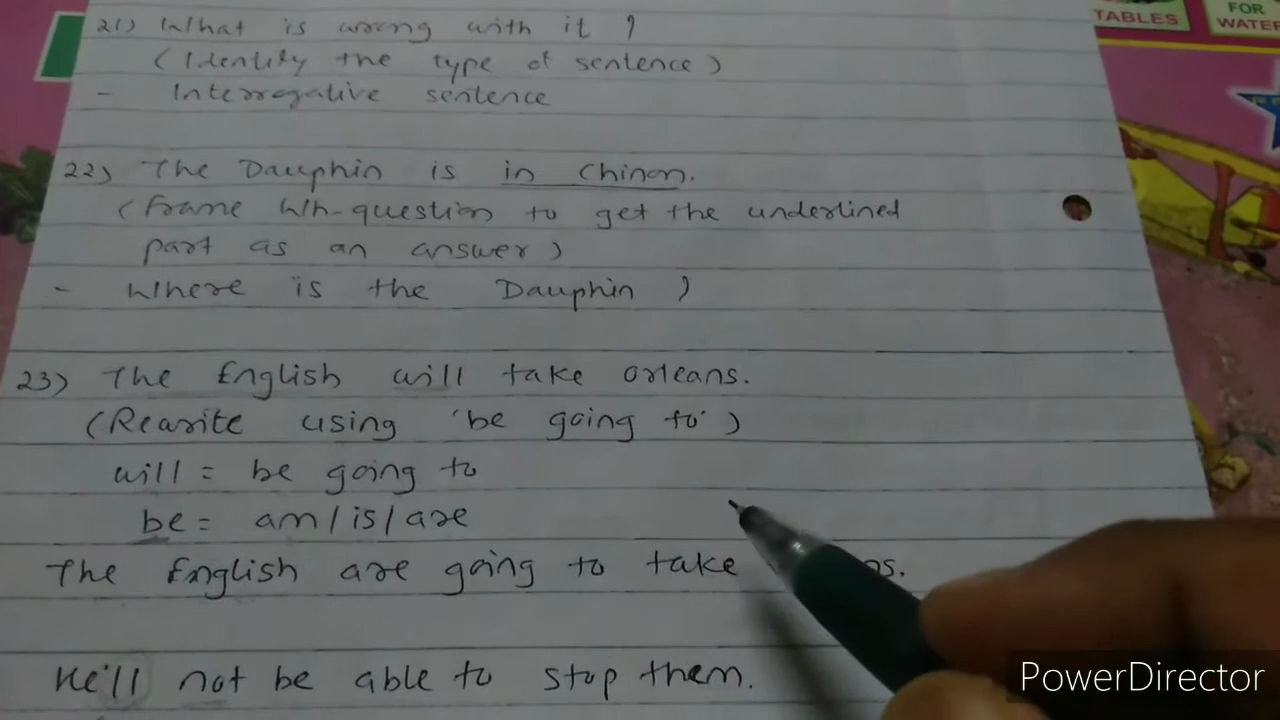 21) What is wrong with it ?
(Identify the type of sentence)
- Interrogative sentence
22) The Dauphin is in Chinon.
(Frame Wh-question to get the underlined
part as an answer)
- Where is the Dauphin ?
23) The English will take orleans.
(Rewrite using 'be going to')
will = be going to
be = am/is/are
The English are going to take ns.
He'll not be able to stop them.
TABLES
FOR
WATER
PowerDirector